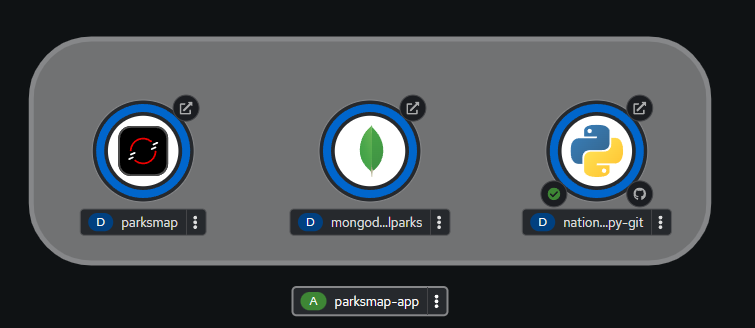 D parksmap
D mongod...lparks
D nation...py-git
A parksmap-app